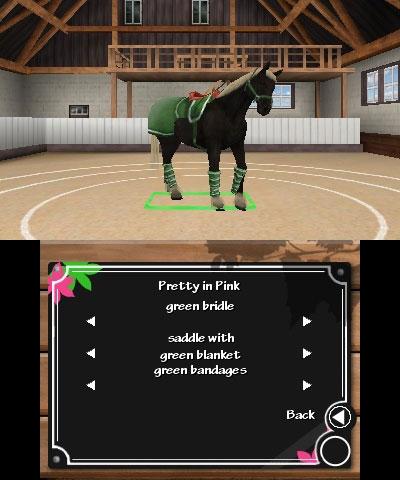 Pretty in Pink
green bridle
saddle with
green blanket
green bandages
Back